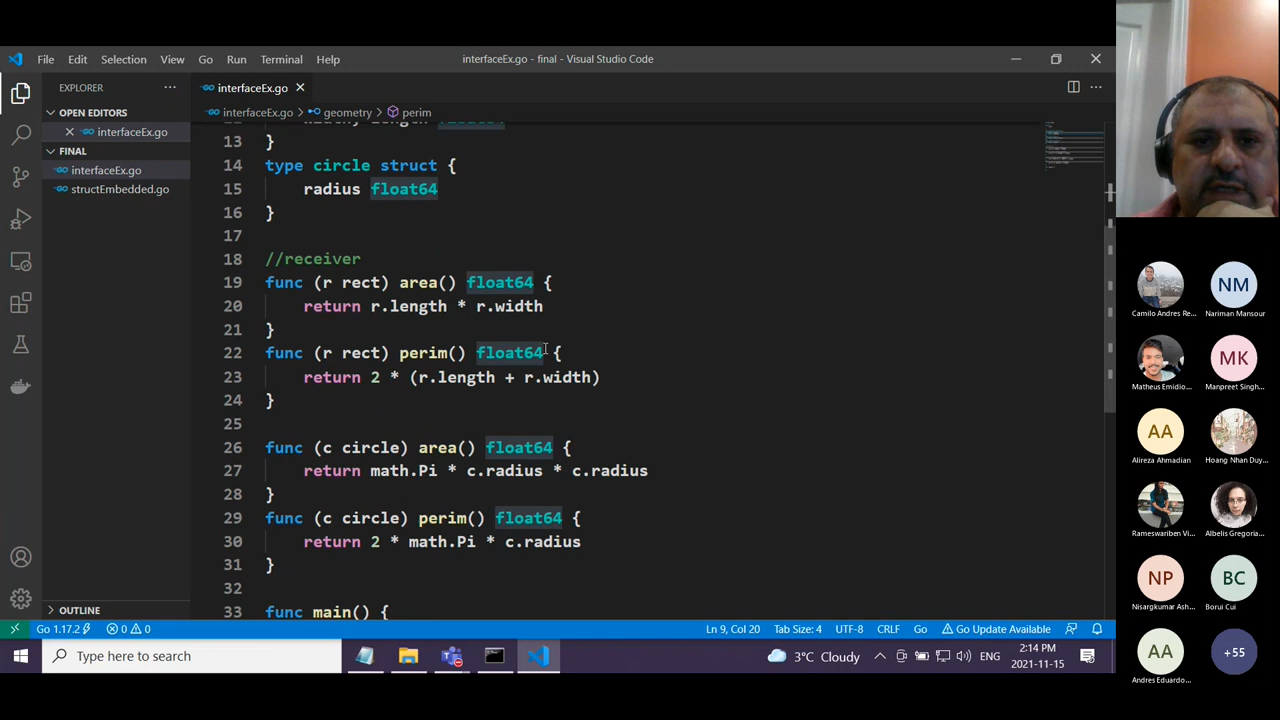 File Edit Selection View Go Run Terminal Help
interfaceEx.go - final - Visual Studio Code
EXPLORER
OPEN EDITORS
interfaceEx.go
FINAL
interfaceEx.go
structEmbedded.go
OUTLINE
interfaceEx.go
interfaceEx.go > geometry > perim
13 }
14 type circle struct {
15 radius float64
16 }
17
18 //receiver
19 func (r rect) area() float64 {
20 return r.length * r.width
21 }
22 func (r rect) perim() float64 {
23 return 2 * (r.length + r.width)
24 }
25
26 func (c circle) area() float64 {
27 return math.Pi * c.radius * c.radius
28 }
29 func (c circle) perim() float64 {
30 return 2 * math.Pi * c.radius
31 }
32
33 func main() {
Go 1.17.2 0 0 Ln 9, Col 20 Tab Size: 4 UTF-8 CRLF Go Go Update Available
Type here to search
3°C Cloudy
ENG
2:14 PM
2021-11-15
Camilo Andres Re...
NM
Nariman Mansour
Matheus Emidio...
MK
Manpreet Singh...
AA
Alireza Ahmadian
Hoang Nhan Duy...
Rameswariben Vi...
Albelis Gregoria...
NP
Nisargkumar Ash...
BC
Borui Cui
AA
Andres Eduardo...
+55